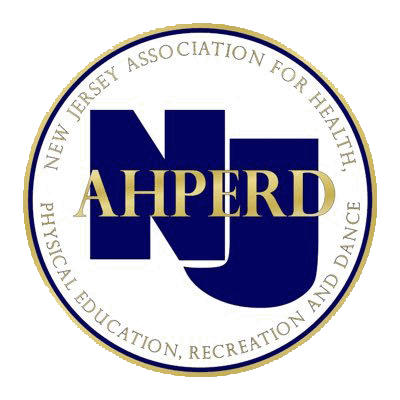 NEW JERSEY ASSOCIATION FOR HEALTH,
NJ
AHPERD
PHYSICAL EDUCATION, RECREATION AND DANCE